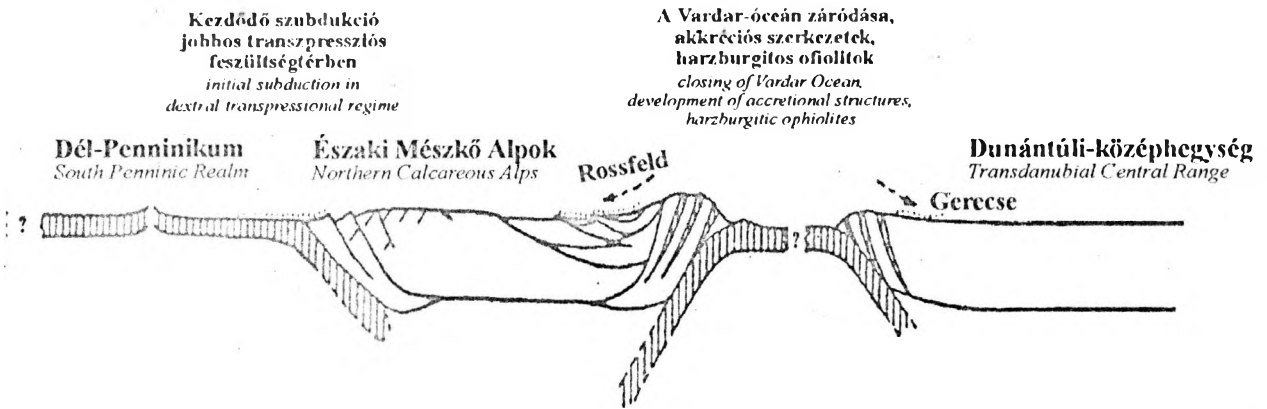 Kezdődő szubdukció
jobbos transzpressziós
feszültségtérben
initial subduction in
dextral transpressional regime
A Vardar-óceán záródása,
akkréciós szerkezetek,
harzburgitos ofiolitok
closing of Vardar Ocean,
development of accretional structures,
harzburgitic ophiolites
Dél-Penninikum
South Penninic Realm
Északi Mészkő Alpok
Northern Calcareous Alps
Rossfeld
Dunántúli-középhegység
Transdanubial Central Range
Gerecse
?
?